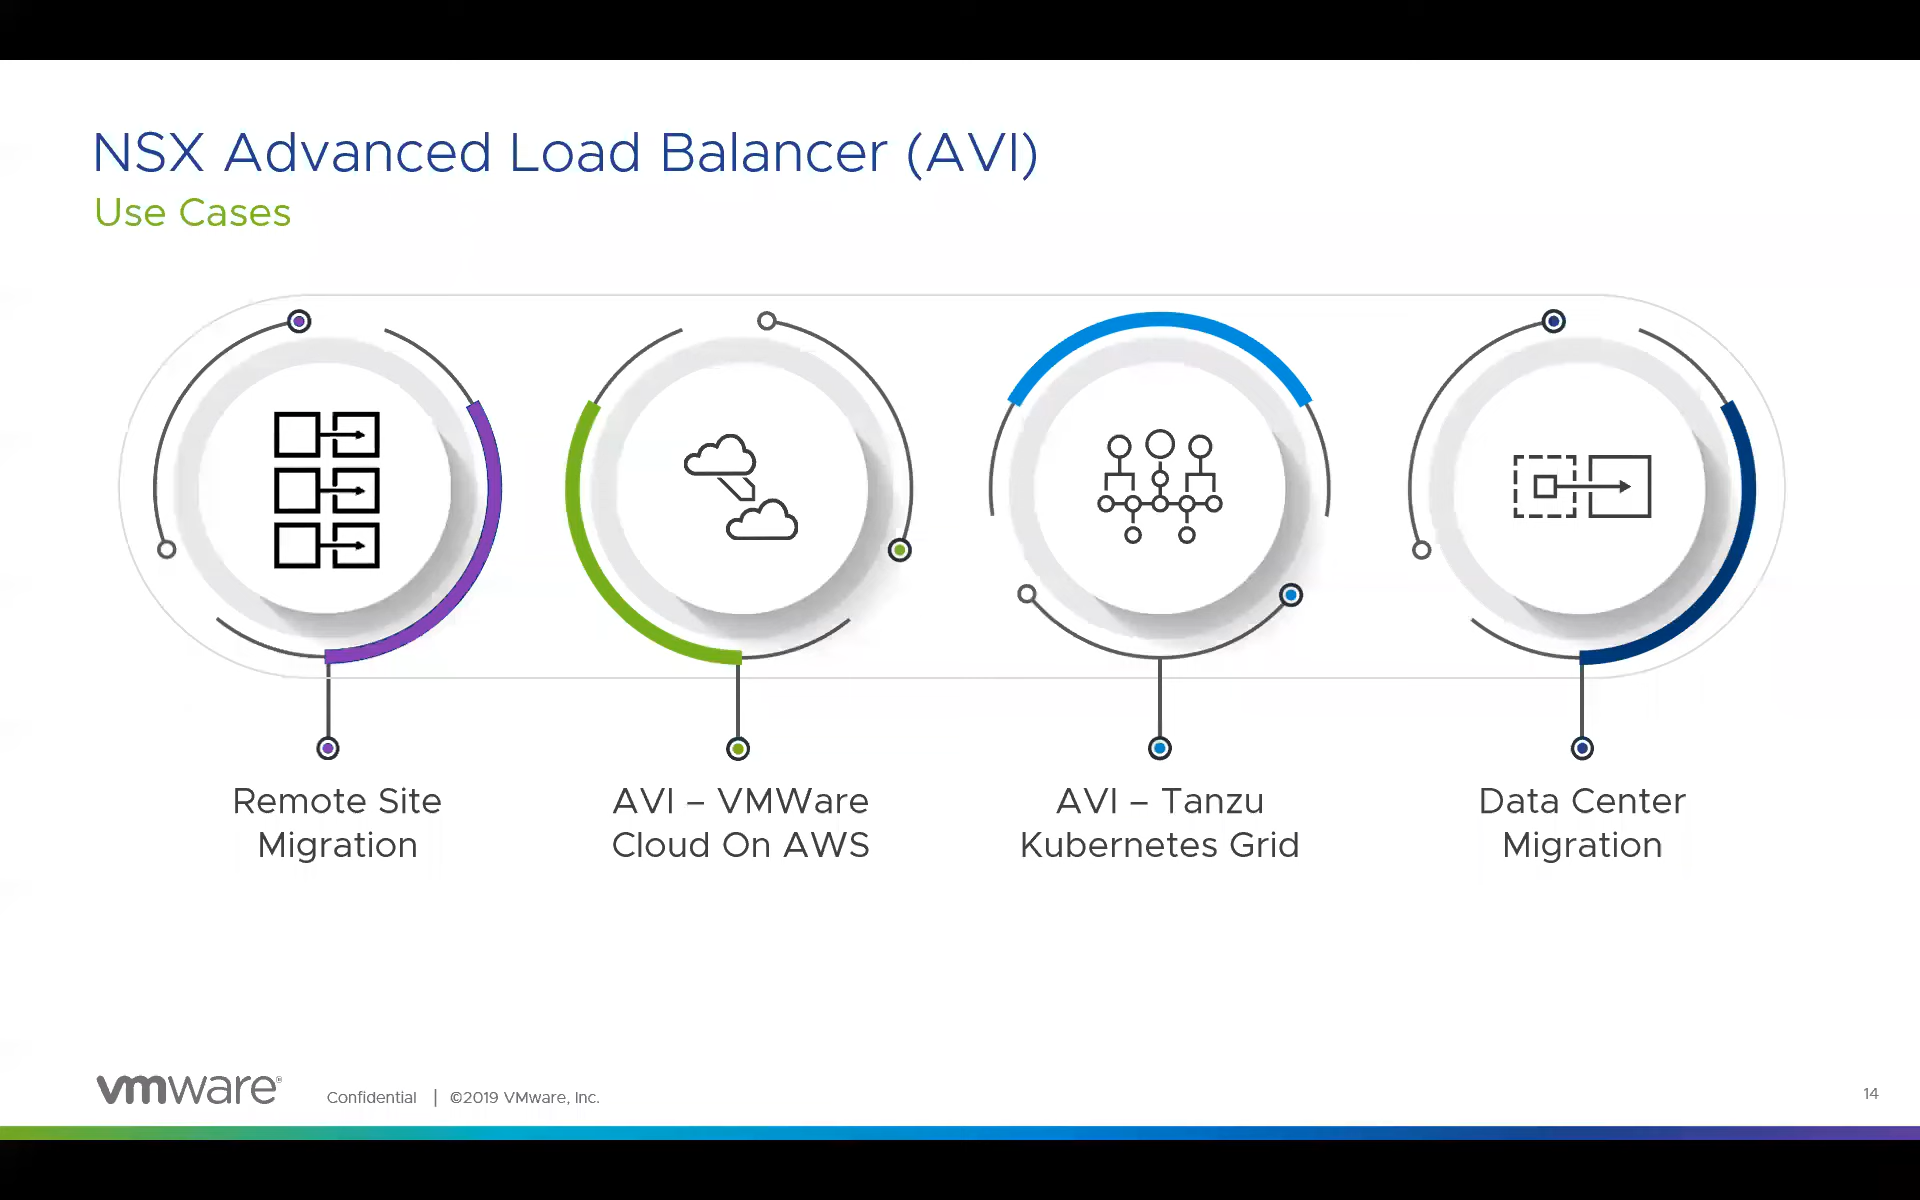 NSX Advanced Load Balancer (AVI)
Use Cases
Remote Site
Migration
AVI – VMWare
Cloud On AWS
AVI – Tanzu
Kubernetes Grid
Data Center
Migration
vmware®
Confidential | ©2019 VMware, Inc.
14